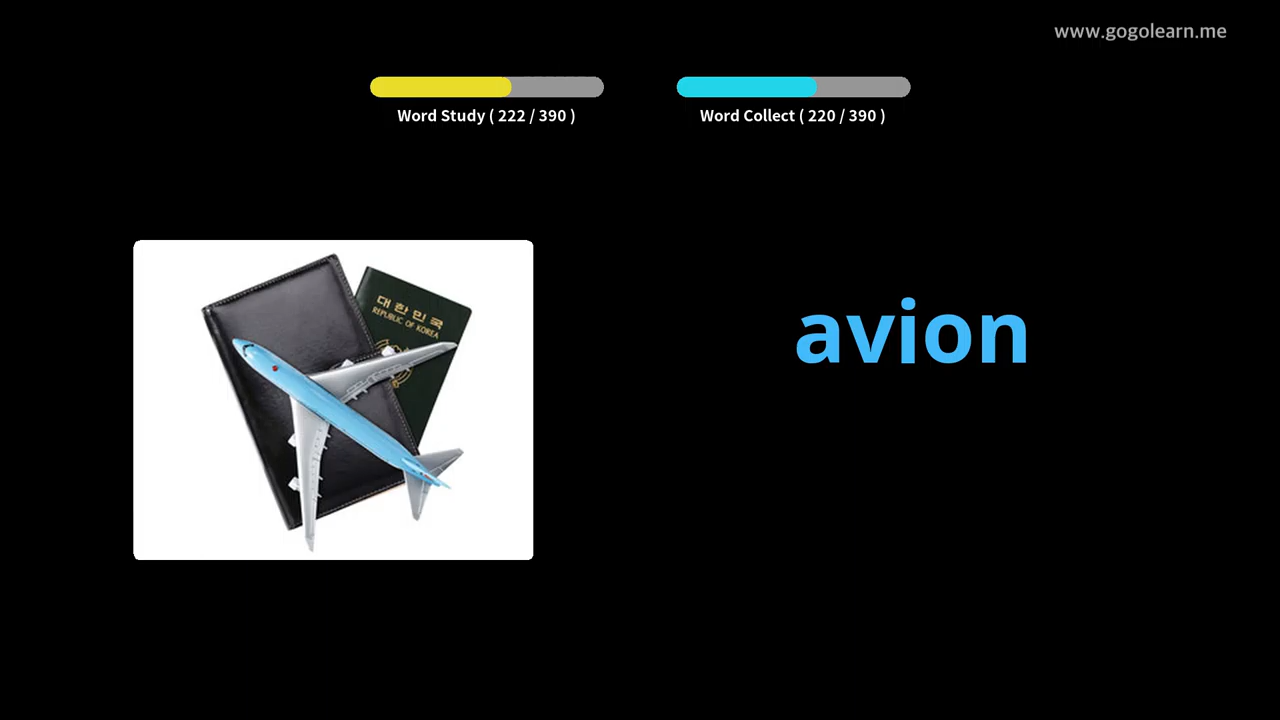 www.gogolearn.me
Word Study ( 222 / 390 )
Word Collect ( 220 / 390 )
대한민국
REPUBLIC OF KOREA
avion